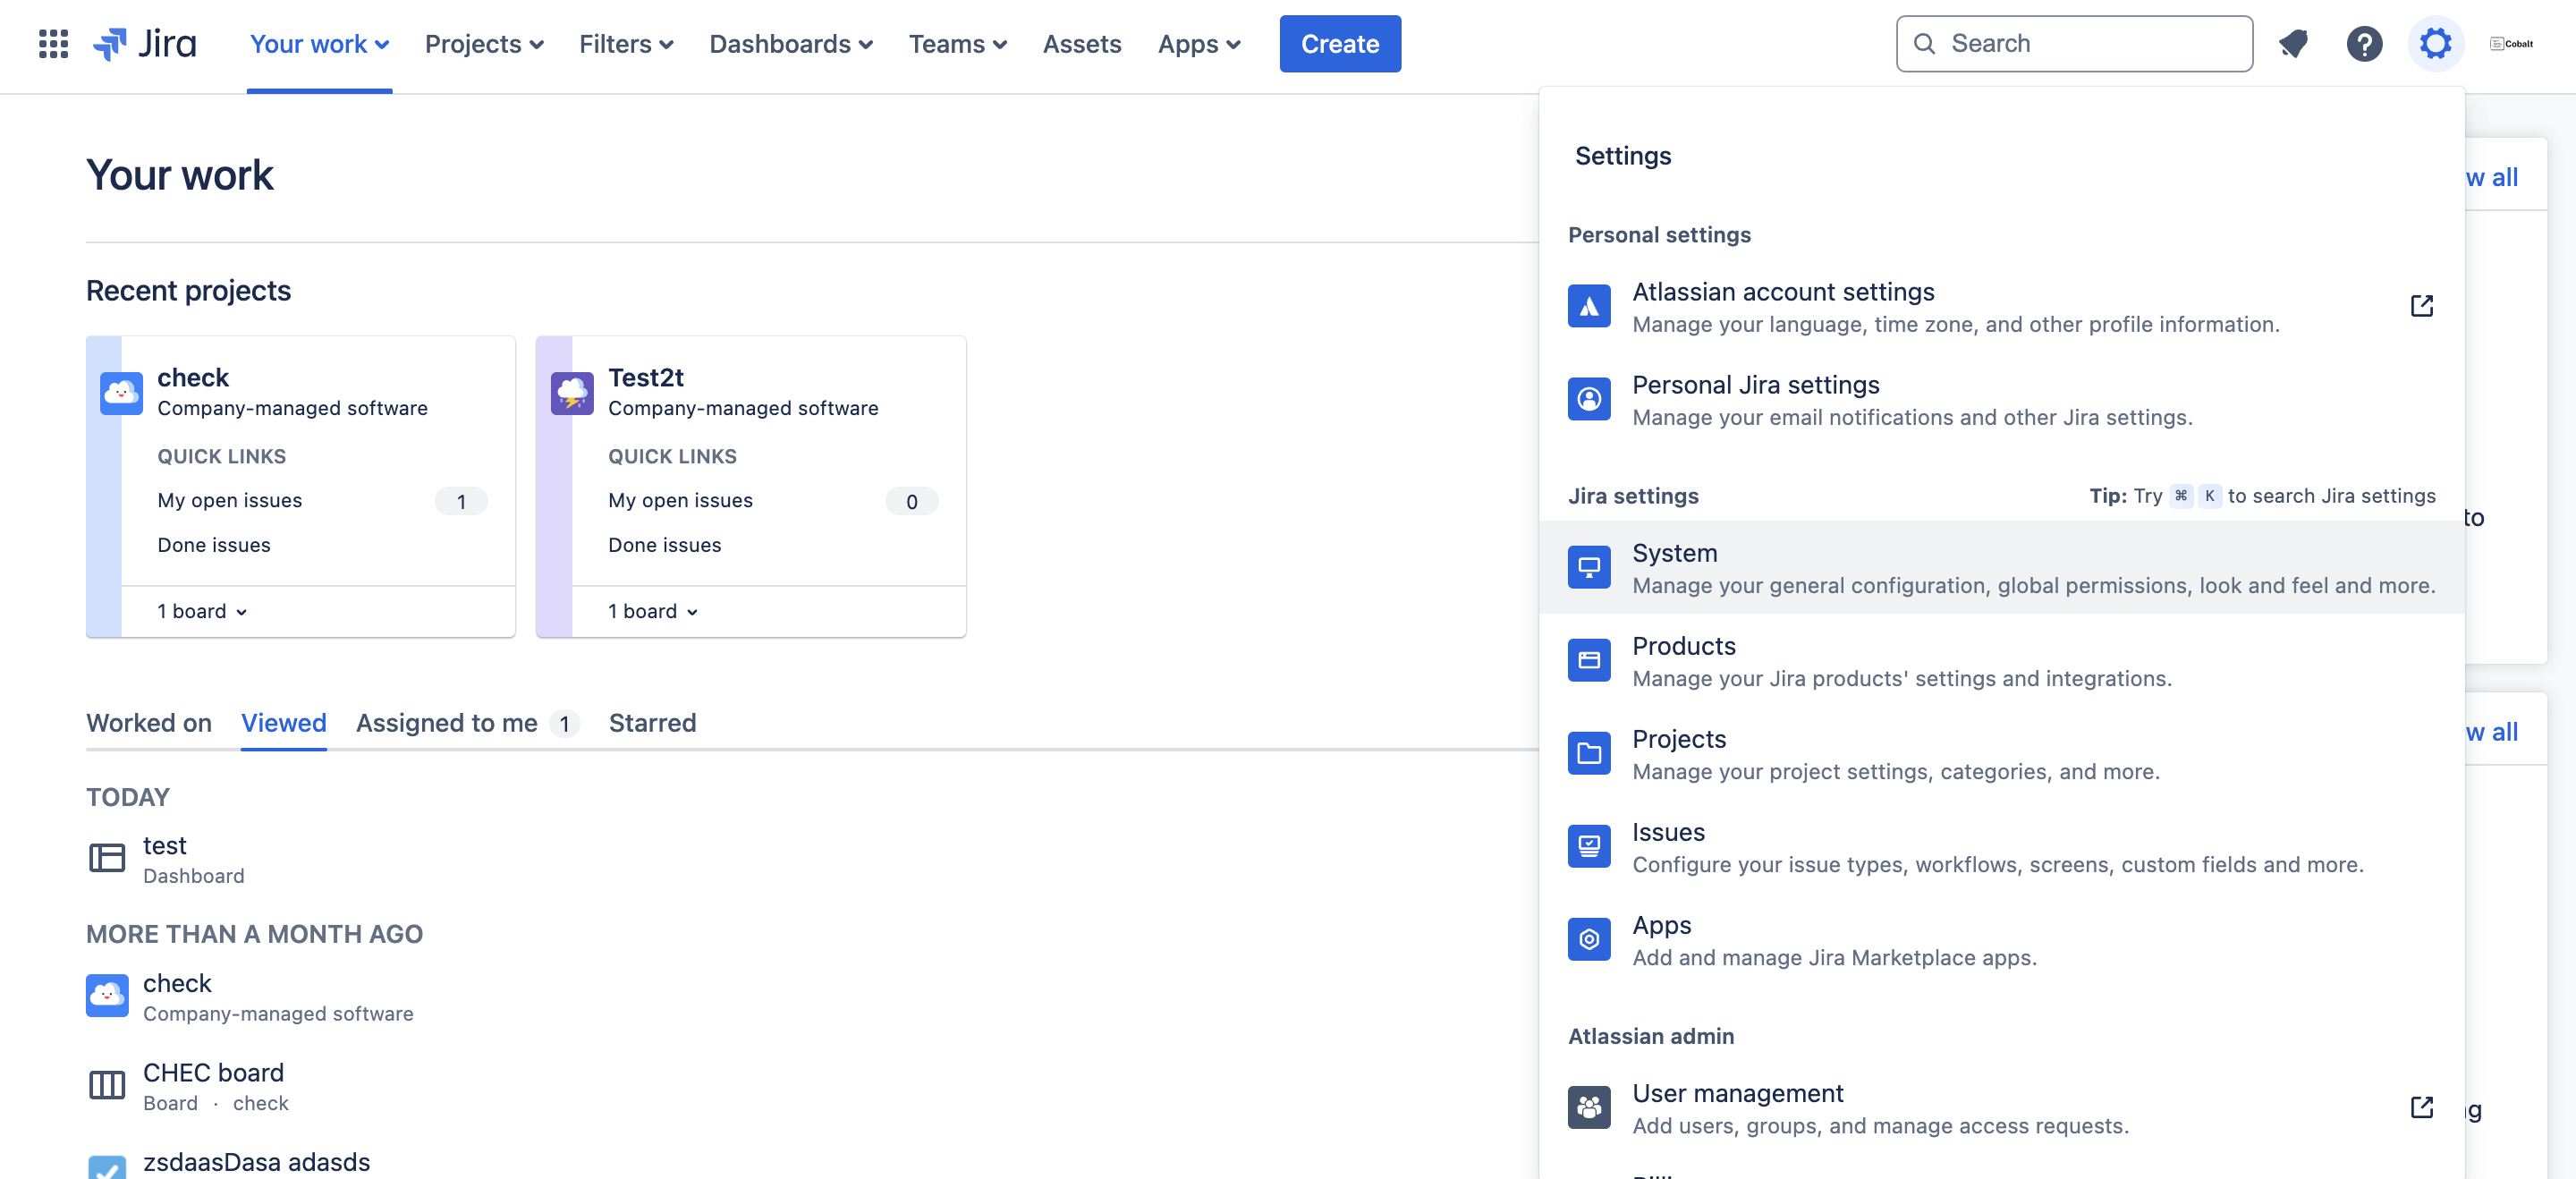 Jira
Your work
Projects
Filters
Dashboards
Teams
Assets
Apps
Create
Search
Cobalt
Your work
Recent projects
check
Company-managed software
QUICK LINKS
My open issues 1
Done issues
1 board
Test2t
Company-managed software
QUICK LINKS
My open issues 0
Done issues
1 board
Worked on
Viewed
Assigned to me 1
Starred
TODAY
test
Dashboard
MORE THAN A MONTH AGO
check
Company-managed software
CHEC board
Board · check
zsdaasDasa adasds
Settings
Personal settings
Atlassian account settings
Manage your language, time zone, and other profile information.
Personal Jira settings
Manage your email notifications and other Jira settings.
Jira settings
Tip: Try ⌘ K to search Jira settings
System
Manage your general configuration, global permissions, look and feel and more.
Products
Manage your Jira products' settings and integrations.
Projects
Manage your project settings, categories, and more.
Issues
Configure your issue types, workflows, screens, custom fields and more.
Apps
Add and manage Jira Marketplace apps.
Atlassian admin
User management
Add users, groups, and manage access requests.
w all
to
w all